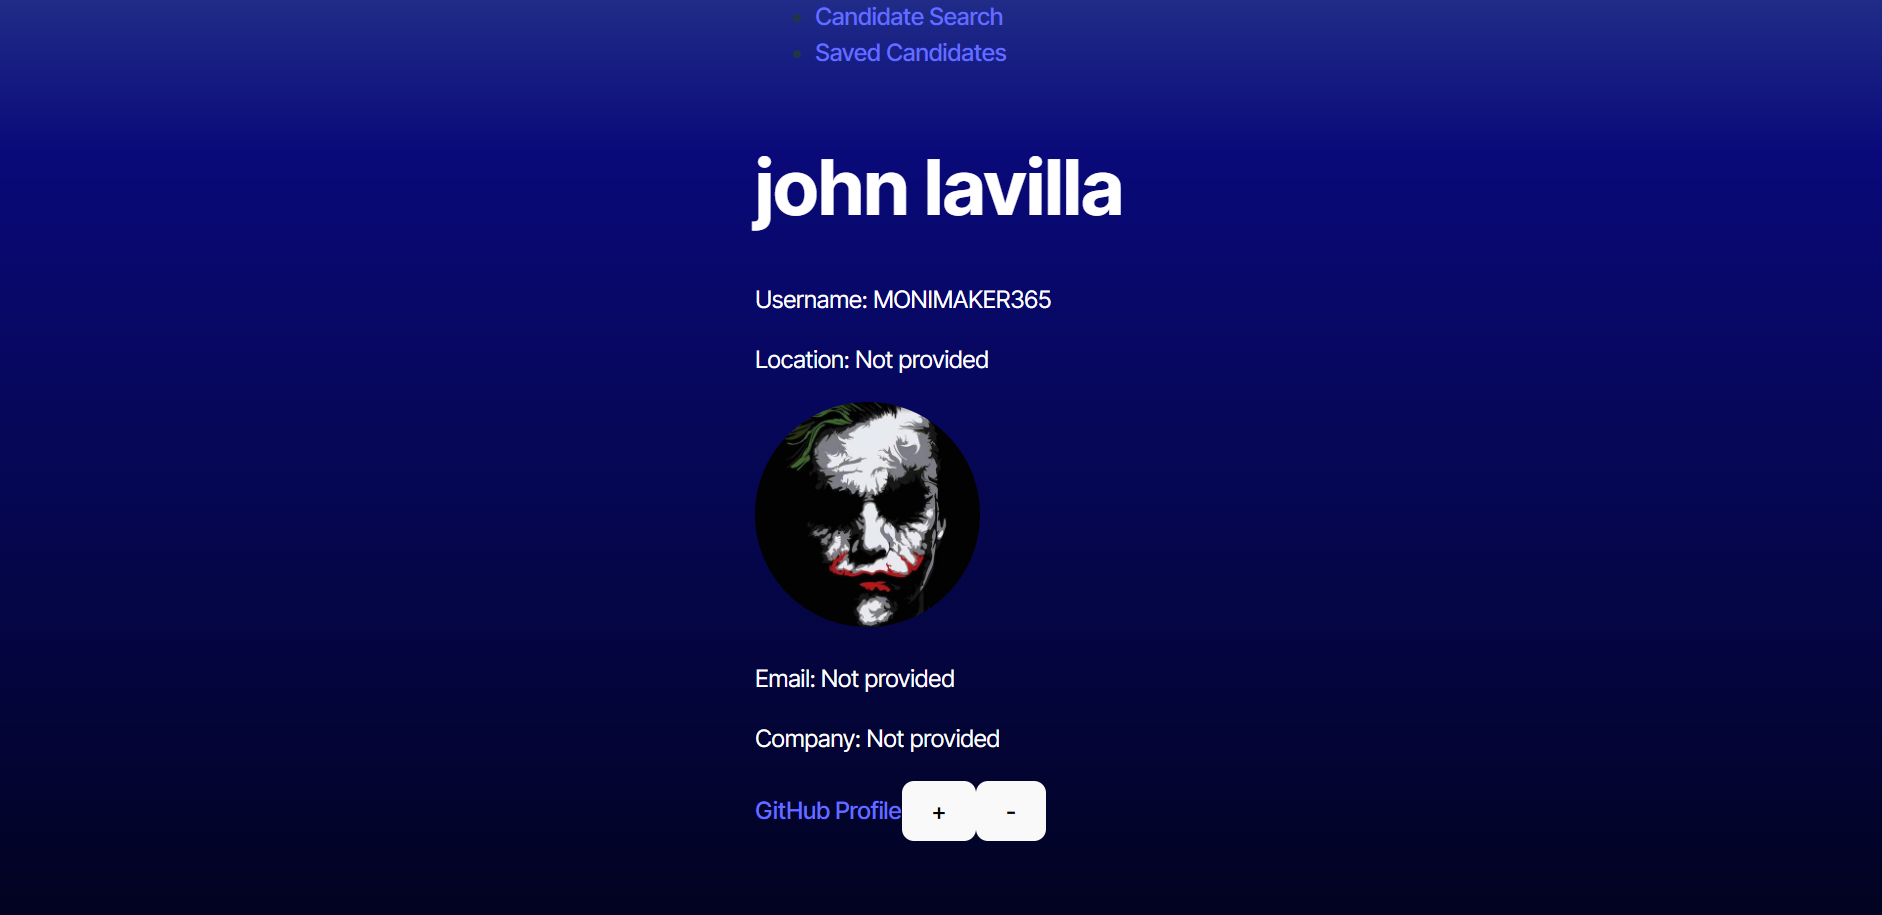 Candidate Search
Saved Candidates
john lavilla
Username: MONIMAKER365
Location: Not provided
Email: Not provided
Company: Not provided
GitHub Profile + -